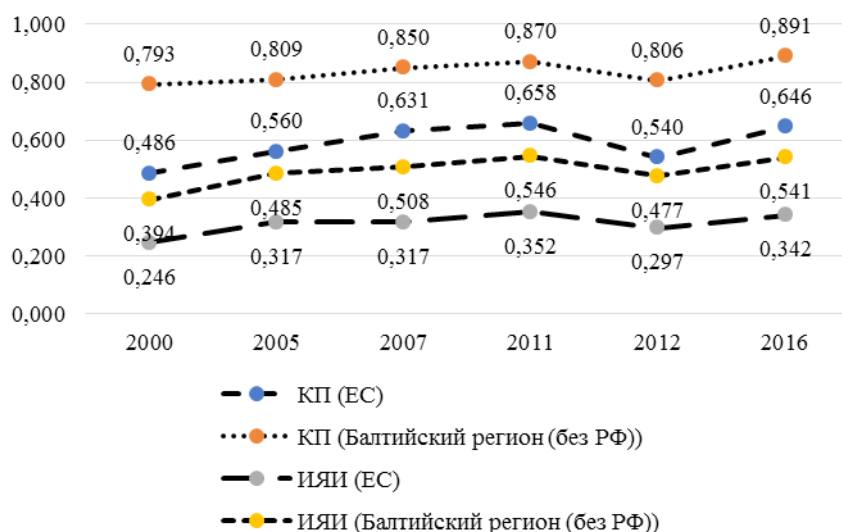 1,000
0,800
0,600
0,400
0,200
0,000
0,793 0,809 0,850 0,870 0,806 0,891
0,486 0,560 0,631 0,658 0,540 0,646
0,394 0,485 0,508 0,546 0,477 0,541
0,246 0,317 0,317 0,352 0,297 0,342
2000 2005 2007 2011 2012 2016
КП (ЕС)
КП (Балтийский регион (без РФ))
ИЯИ (ЕС)
ИЯИ (Балтийский регион (без РФ))